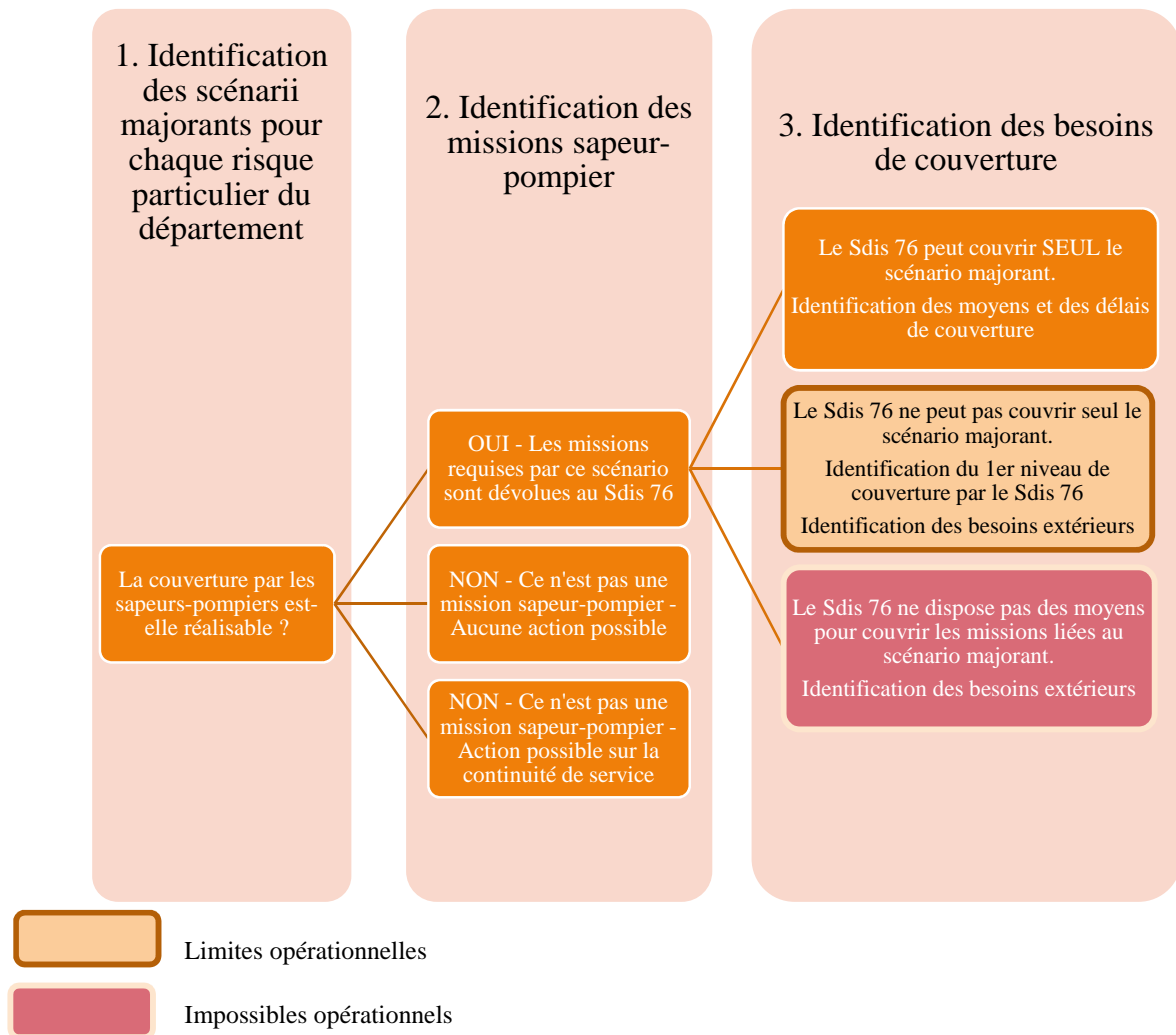 1. Identification
des scénarii
majorants pour
chaque risque
particulier du
département
2. Identification des
missions sapeur-
pompier
3. Identification des besoins
de couverture
La couverture par les
sapeurs-pompiers est-
elle réalisable ?
OUI - Les missions
requises par ce scénario
sont dévolues au Sdis 76
NON - Ce n'est pas une
mission sapeur-pompier -
Aucune action possible
NON - Ce n'est pas une
mission sapeur-pompier -
Action possible sur la
continuité de service
Le Sdis 76 peut couvrir SEUL le
scénario majorant.
Identification des moyens et des délais
de couverture
Le Sdis 76 ne peut pas couvrir seul le
scénario majorant.
Identification du 1er niveau de
couverture par le Sdis 76
Identification des besoins extérieurs
Le Sdis 76 ne dispose pas des moyens
pour couvrir les missions liées au
scénario majorant.
Identification des besoins extérieurs
Limites opérationnelles
Impossibles opérationnels